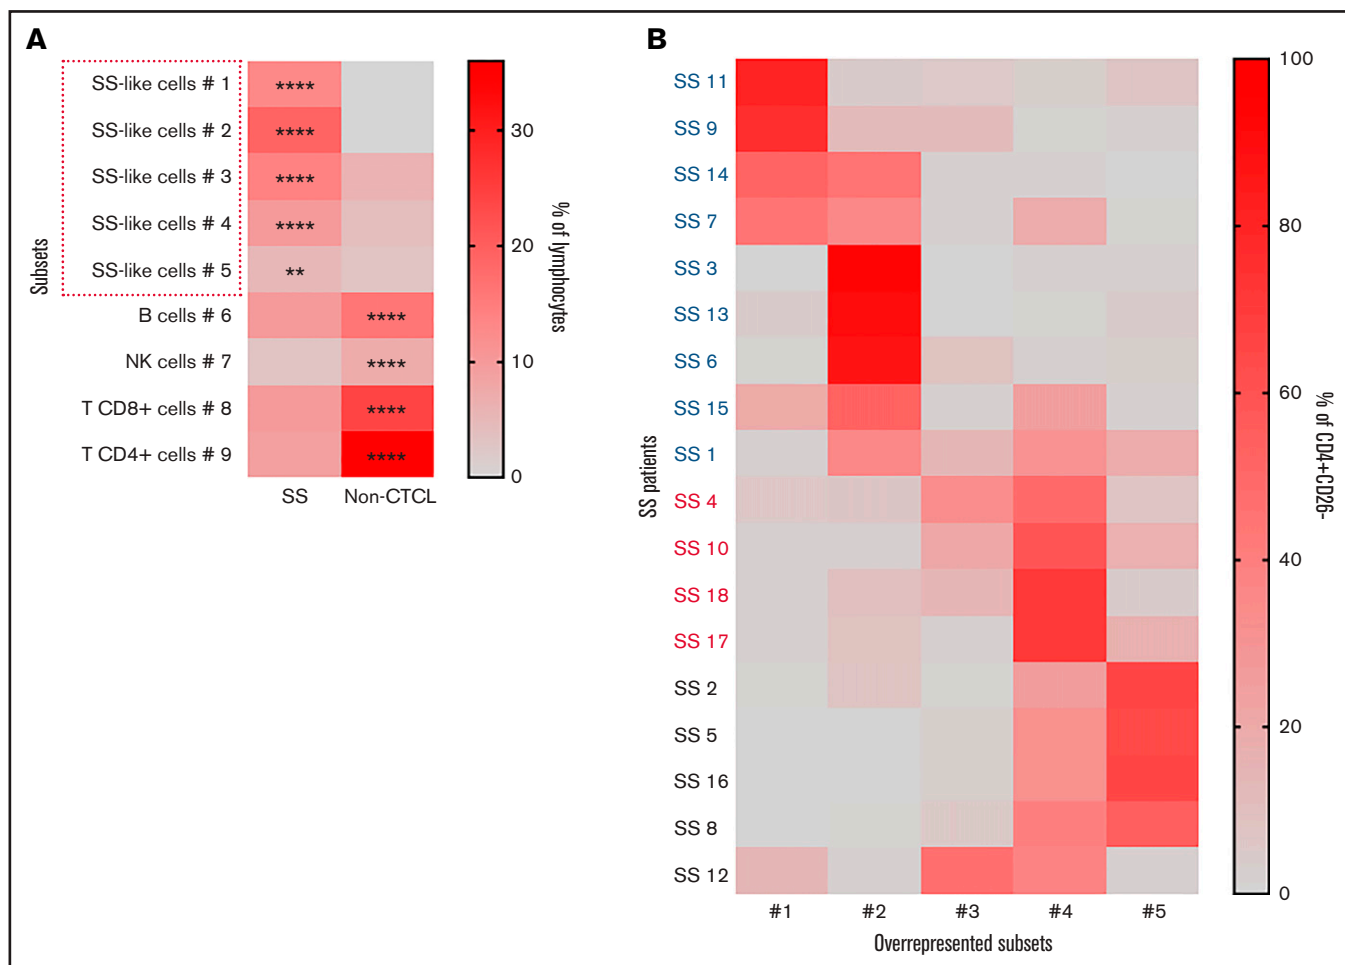 A
Subsets
SS-like cells # 1 ****
SS-like cells # 2 ****
SS-like cells # 3 ****
SS-like cells # 4 ****
SS-like cells # 5 **
B cells # 6 ****
NK cells # 7 ****
T CD8+ cells # 8 ****
T CD4+ cells # 9 ****
SS Non-CTCL
30
20
10
0
% of lymphocytes
B
SS patients
SS 11
SS 9
SS 14
SS 7
SS 3
SS 13
SS 6
SS 15
SS 1
SS 4
SS 10
SS 18
SS 17
SS 2
SS 5
SS 16
SS 8
SS 12
#1 #2 #3 #4 #5
Overrepresented subsets
100
80
60
40
20
0
% of CD4+CD26-